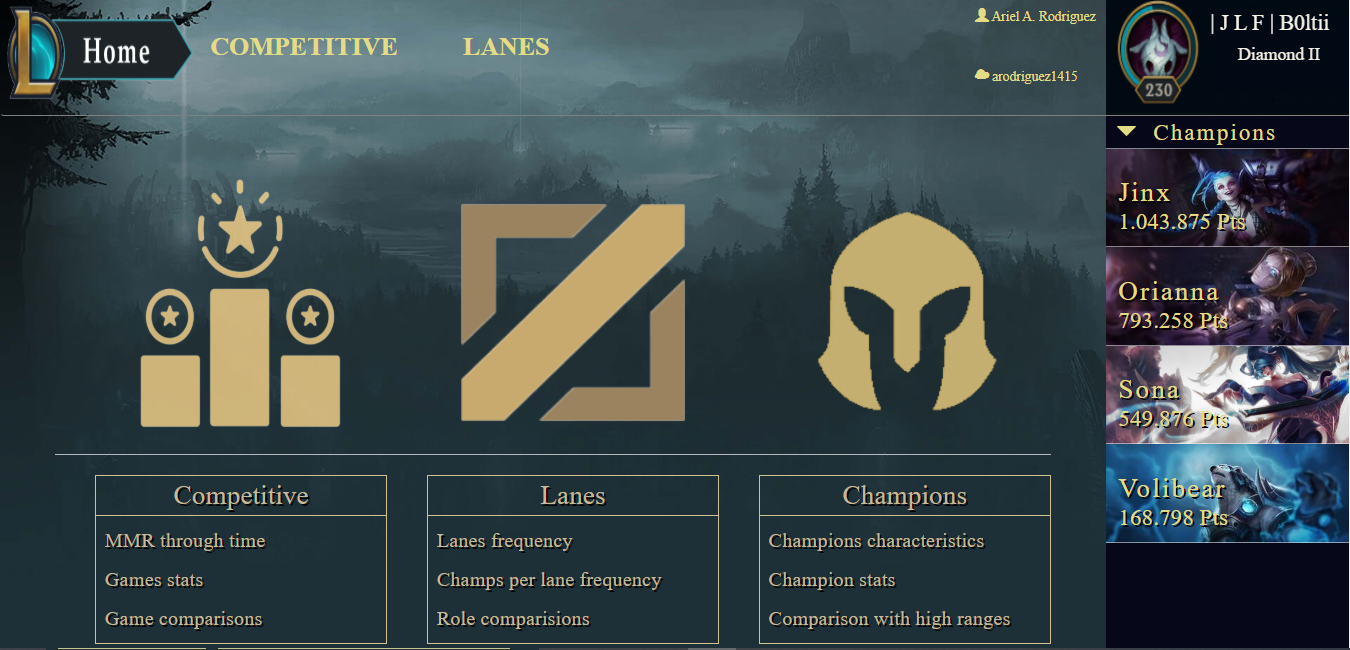 Home
COMPETITIVE
LANES
Ariel A. Rodriguez
arodriguez1415
| J L F | B0ltii
Diamond II
230
Champions
Jinx
1.043.875 Pts
Orianna
793.258 Pts
Sona
549.876 Pts
Volibear
168.798 Pts
Competitive
MMR through time
Games stats
Game comparisons
Lanes
Lanes frequency
Champs per lane frequency
Role comparisions
Champions
Champions characteristics
Champion stats
Comparison with high ranges